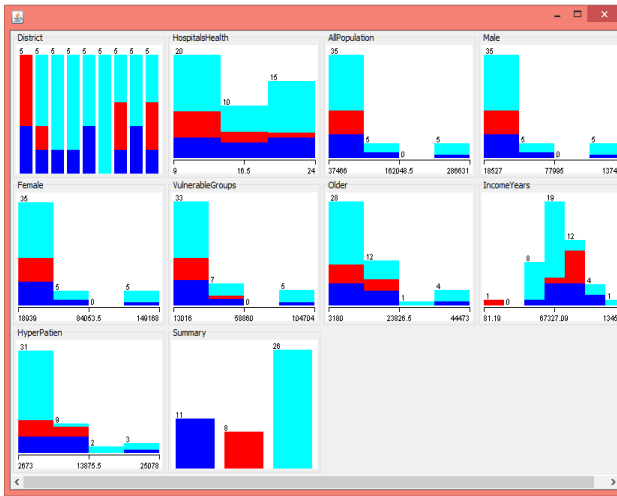 District HospitalsHealth AllPopulation Male
5 5 5 5 5 5 5 5 5
20 10 15
35 5 0 5
35 5 0 5
9 16.5 24
37466 162048.5 286631
18527 77995 1374
Female VulnerableGroups Older IncomeYears
35 5 0 5
33 7 0 5
28 12 1 4
1 0 8 19 12 4 1
18939 84053.5 149168
13016 58860 104704
3180 23826.5 44473
81.19 67327.09 1345
HyperPatien Summary
31 9 2 3
11 8 26
2673 13875.5 25078